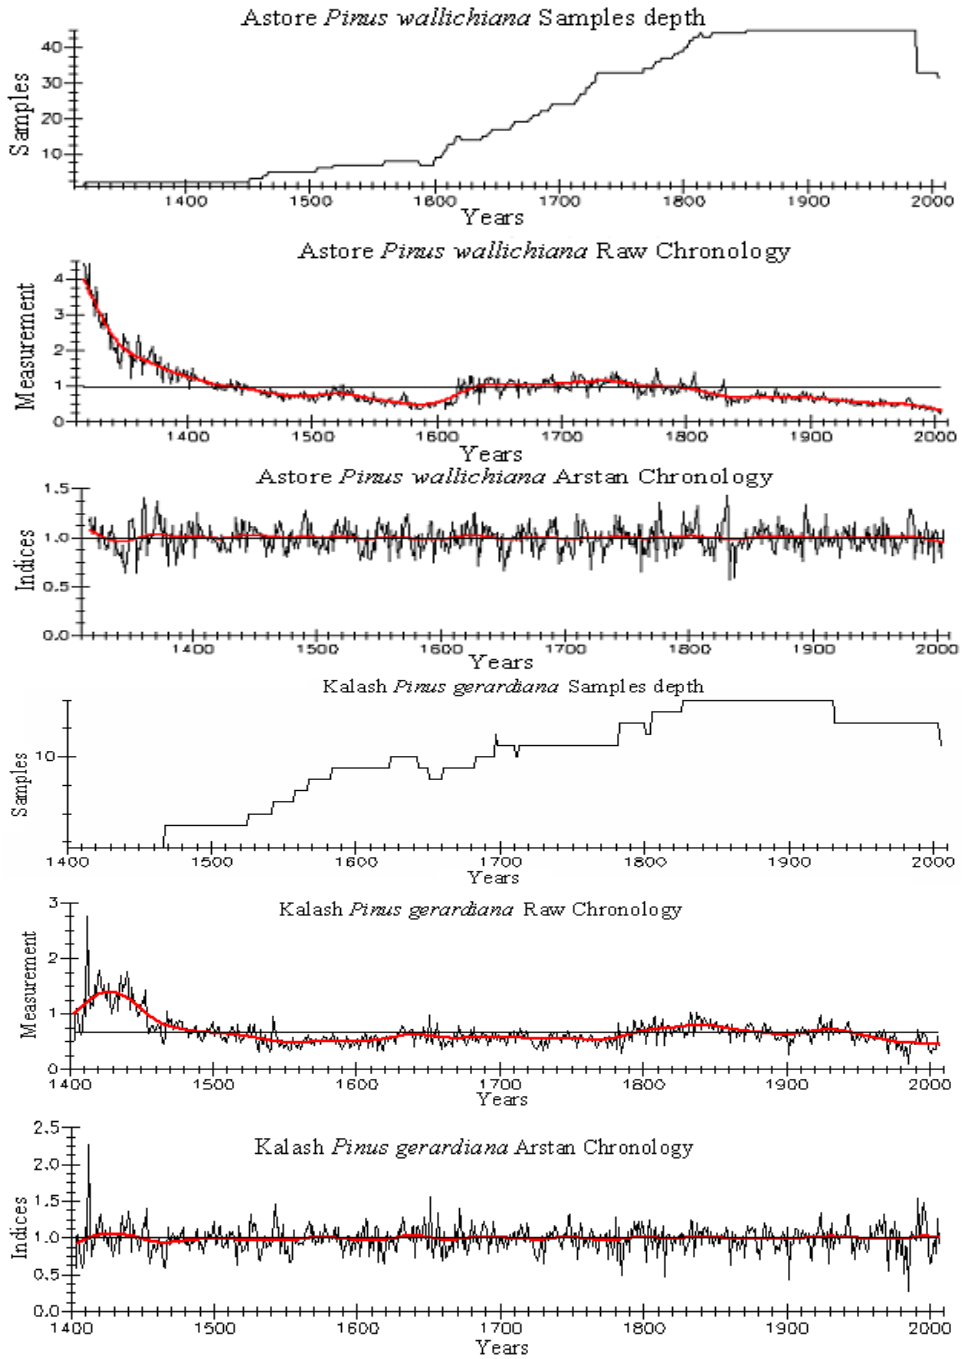 Astore Pinus wallichiana Samples depth
40
30
20
10
Samples
1400 1500 1600 1700 1800 1900 2000
Years
Astore Pinus wallichiana Raw Chronology
4
3
2
1
0
Measurement
1400 1500 1600 1700 1800 1900 2000
Years
Astore Pinus wallichiana Arstan Chronology
1.5
1.0
0.5
0.0
Indices
1400 1500 1600 1700 1800 1900 2000
Years
Kalash Pinus gerardiana Samples depth
10
Samples
1400 1500 1600 1700 1800 1900 2000
Years
Kalash Pinus gerardiana Raw Chronology
3
2
1
0
Measurement
1400 1500 1600 1700 1800 1900 2000
Years
Kalash Pinus gerardiana Arstan Chronology
2.5
2.0
1.5
1.0
0.5
0.0
Indices
1400 1500 1600 1700 1800 1900 2000
Years